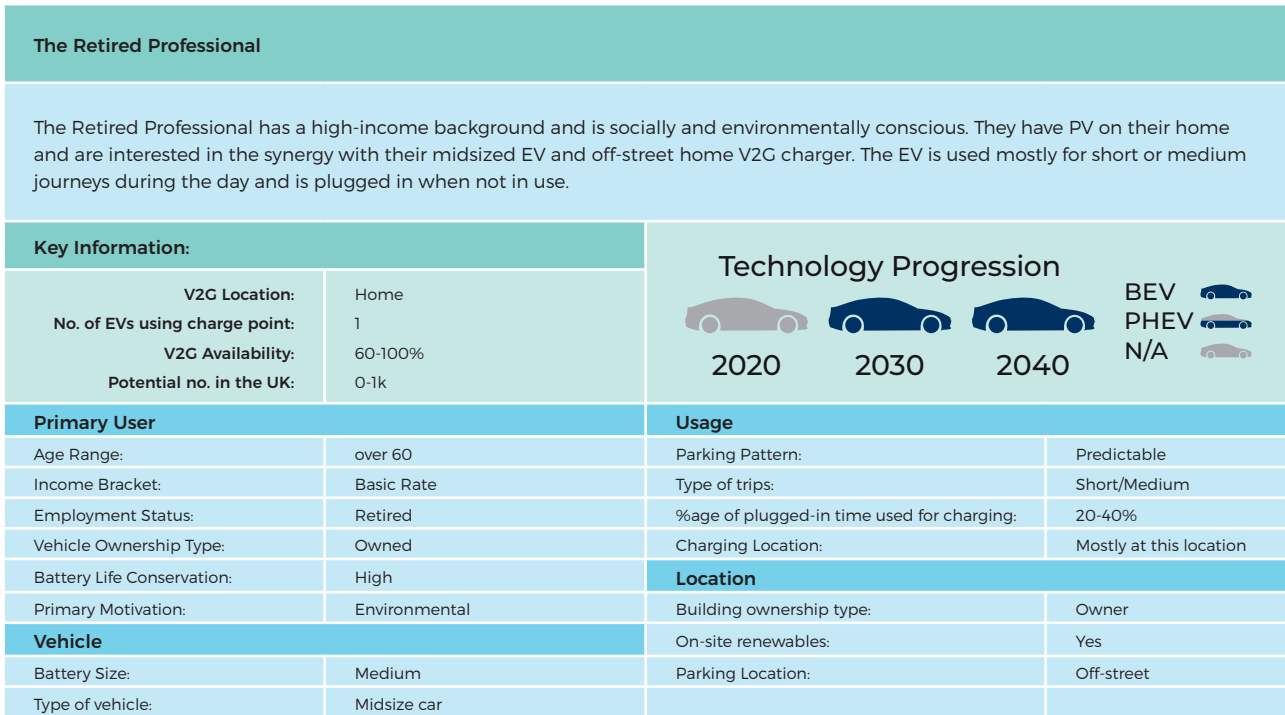 The Retired Professional
The Retired Professional has a high-income background and is socially and environmentally conscious. They have PV on their home
and are interested in the synergy with their midsized EV and off-street home V2G charger. The EV is used mostly for short or medium
journeys during the day and is plugged in when not in use.
Key Information:
V2G Location: Home
No. of EVs using charge point: 1
V2G Availability: 60-100%
Potential no. in the UK: 0-1k
Technology Progression
2020 2030 2040
BEV
PHEV
N/A
Primary User
Age Range: over 60
Income Bracket: Basic Rate
Employment Status: Retired
Vehicle Ownership Type: Owned
Battery Life Conservation: High
Primary Motivation: Environmental
Vehicle
Battery Size: Medium
Type of vehicle: Midsize car
Usage
Parking Pattern: Predictable
Type of trips: Short/Medium
%age of plugged-in time used for charging: 20-40%
Charging Location: Mostly at this location
Location
Building ownership type: Owner
On-site renewables: Yes
Parking Location: Off-street